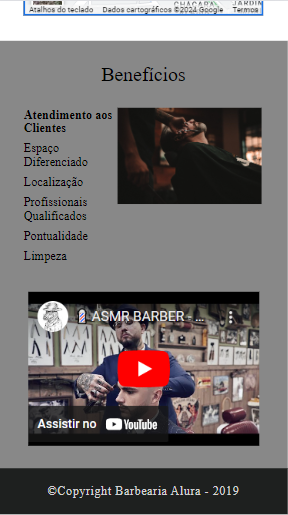 CHÁCARA
JARDIM
Atalhos do teclado Dados cartográficos ©2024 Google Termos
Benefícios
Atendimento aos
Clientes
Espaço
Diferenciado
Localização
Profissionais
Qualificados
Pontualidade
Limpeza
💈 ASMR BARBER - ...
Assistir no YouTube
©Copyright Barbearia Alura - 2019